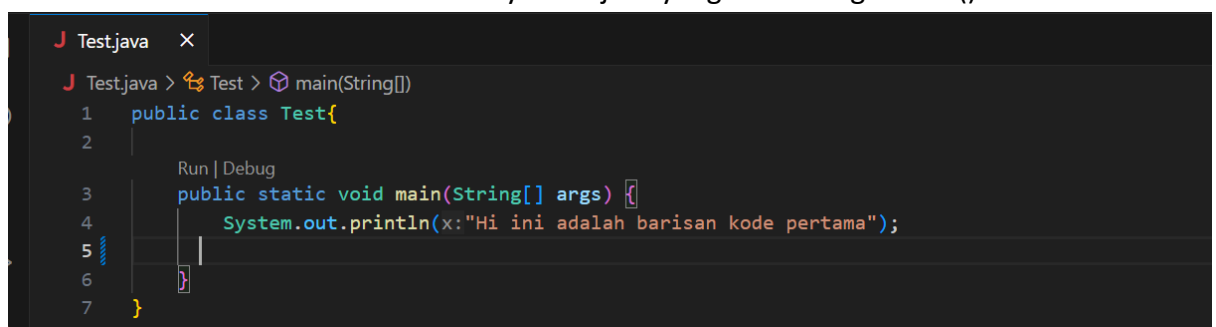 J Test.java X
J Test.java > Test > main(String[])
1 public class Test{
2
Run | Debug
3 public static void main(String[] args) {
4 System.out.println(x:"Hi ini adalah barisan kode pertama");
5
6 }
7 }